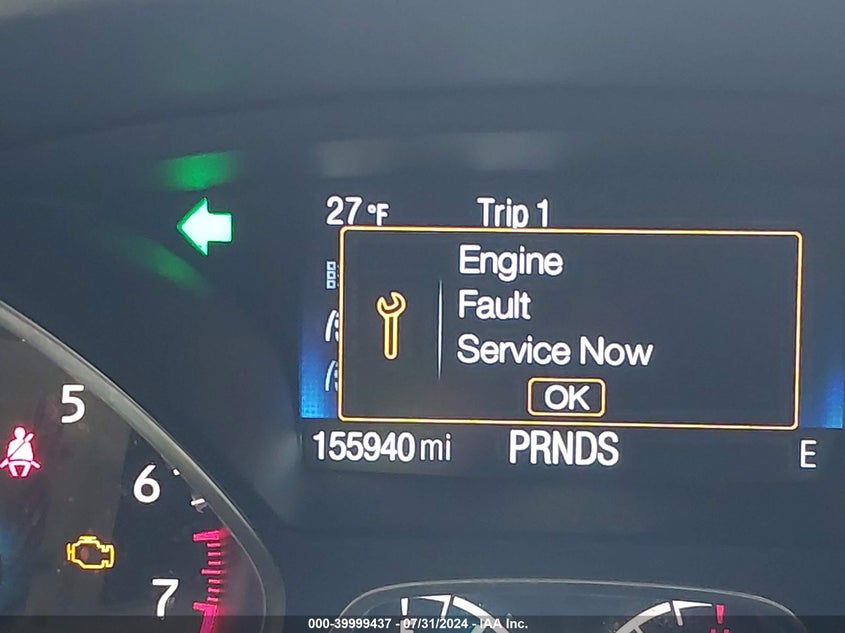 27 °F Trip 1
Engine
Fault
Service Now
OK
155940 mi PRNDS E
5
6
7
000-39999437 - 07/31/2024 - IAA Inc.